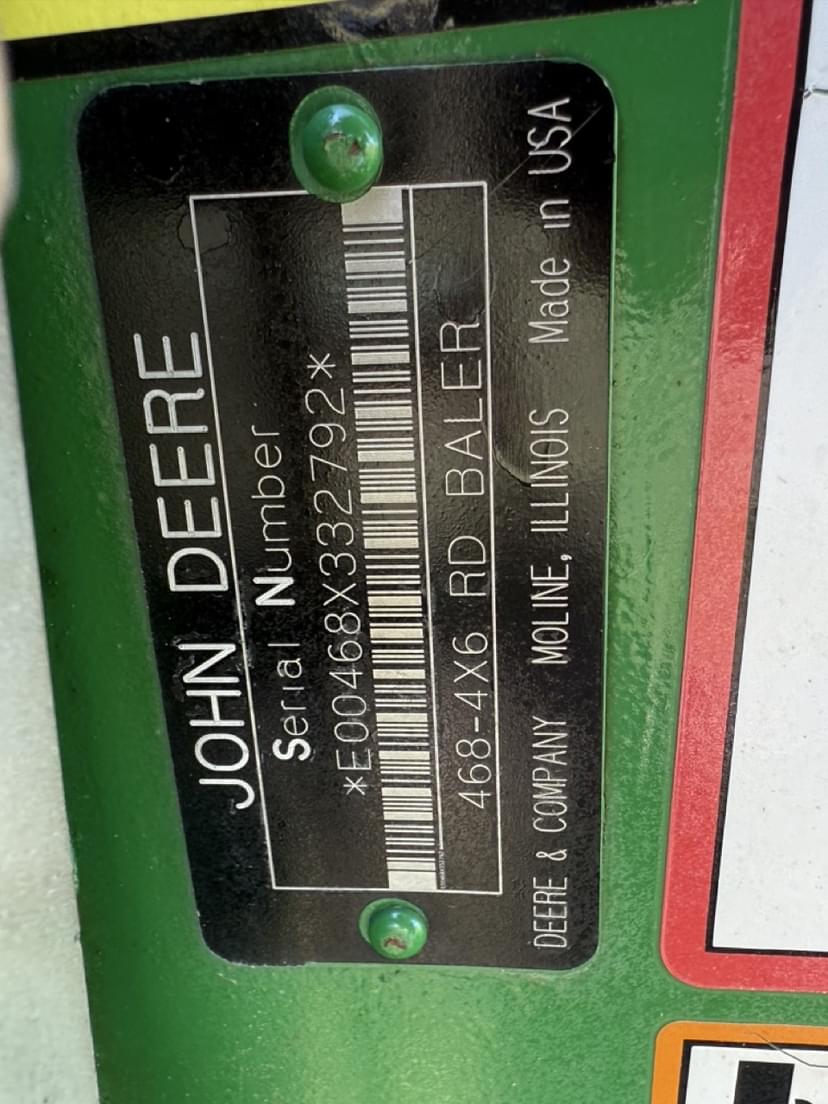 JOHN DEERE
Serial Number
*E00468X332792*
468-4X6 RD BALER
DEERE & COMPANY MOLINE, ILLINOIS Made in USA